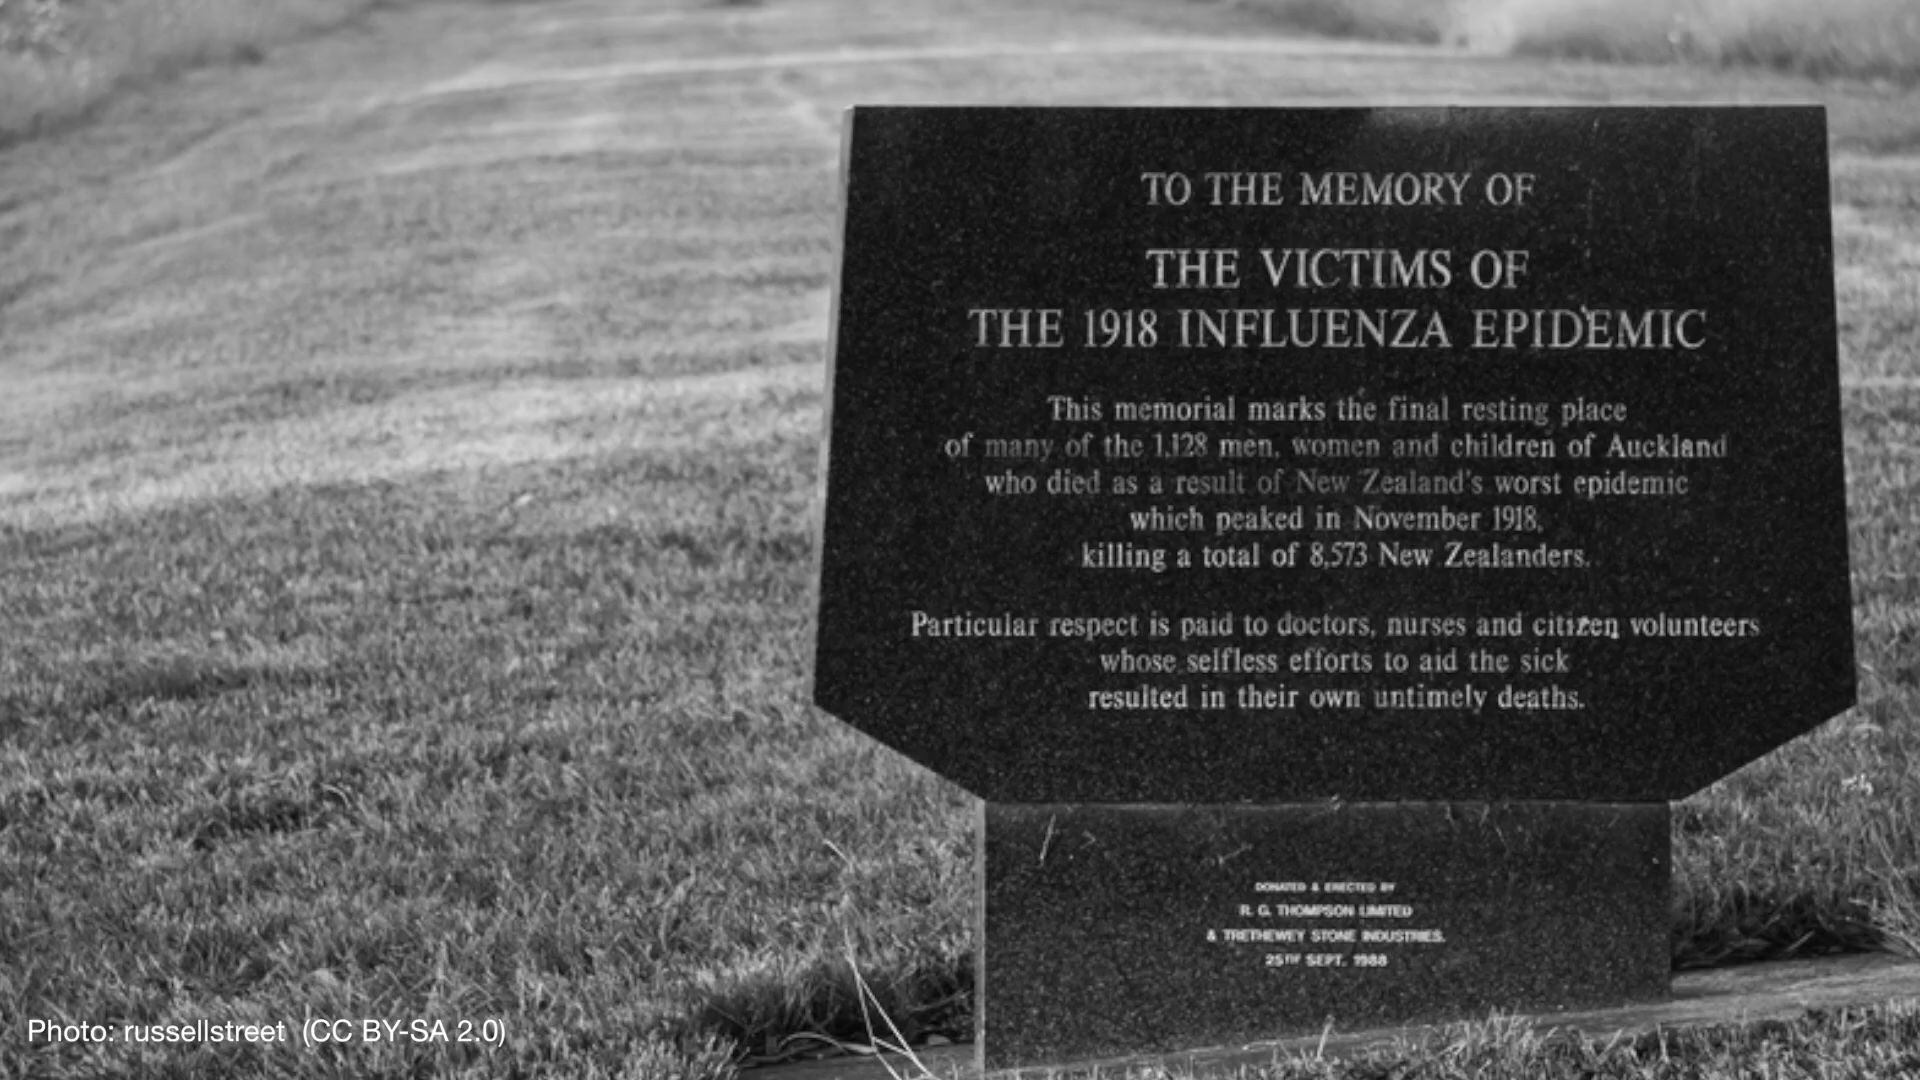 TO THE MEMORY OF
THE VICTIMS OF
THE 1918 INFLUENZA EPIDEMIC
This memorial marks the final resting place
of many of the 1,128 men, women and children of Auckland
who died as a result of New Zealand's worst epidemic
which peaked in November 1918,
killing a total of 8,573 New Zealanders.
Particular respect is paid to doctors, nurses and citizen volunteers
whose selfless efforts to aid the sick
resulted in their own untimely deaths.
DONATED & ERECTED BY
R. G. THOMPSON LIMITED
& TRETHEWEY STONE INDUSTRIES.
25TH SEPT. 1988
Photo: russellstreet (CC BY-SA 2.0)